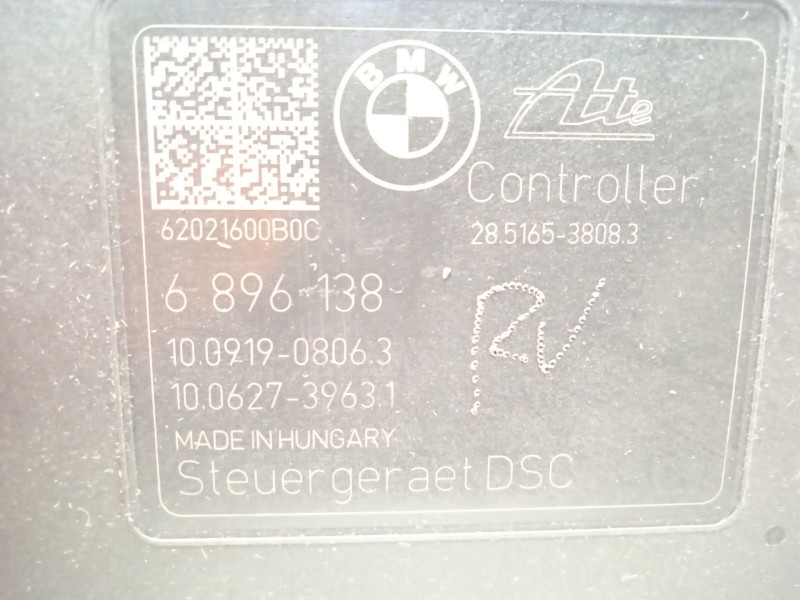 BMW
Ate
Controller
62021600B0C
28.5165-3808.3
6 896 138
10.0919-0806.3
10.0627-3963.1
RV
MADE IN HUNGARY
Steuergeraet DSC